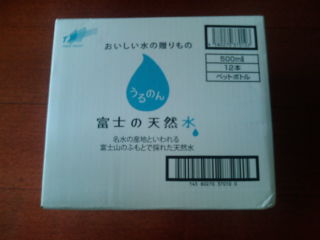 おいしい水の贈りもの
うるのん
富士の天然水
名水の産地といわれる
富士山のふもとで採れた天然水
500ml
12本
ペットボトル